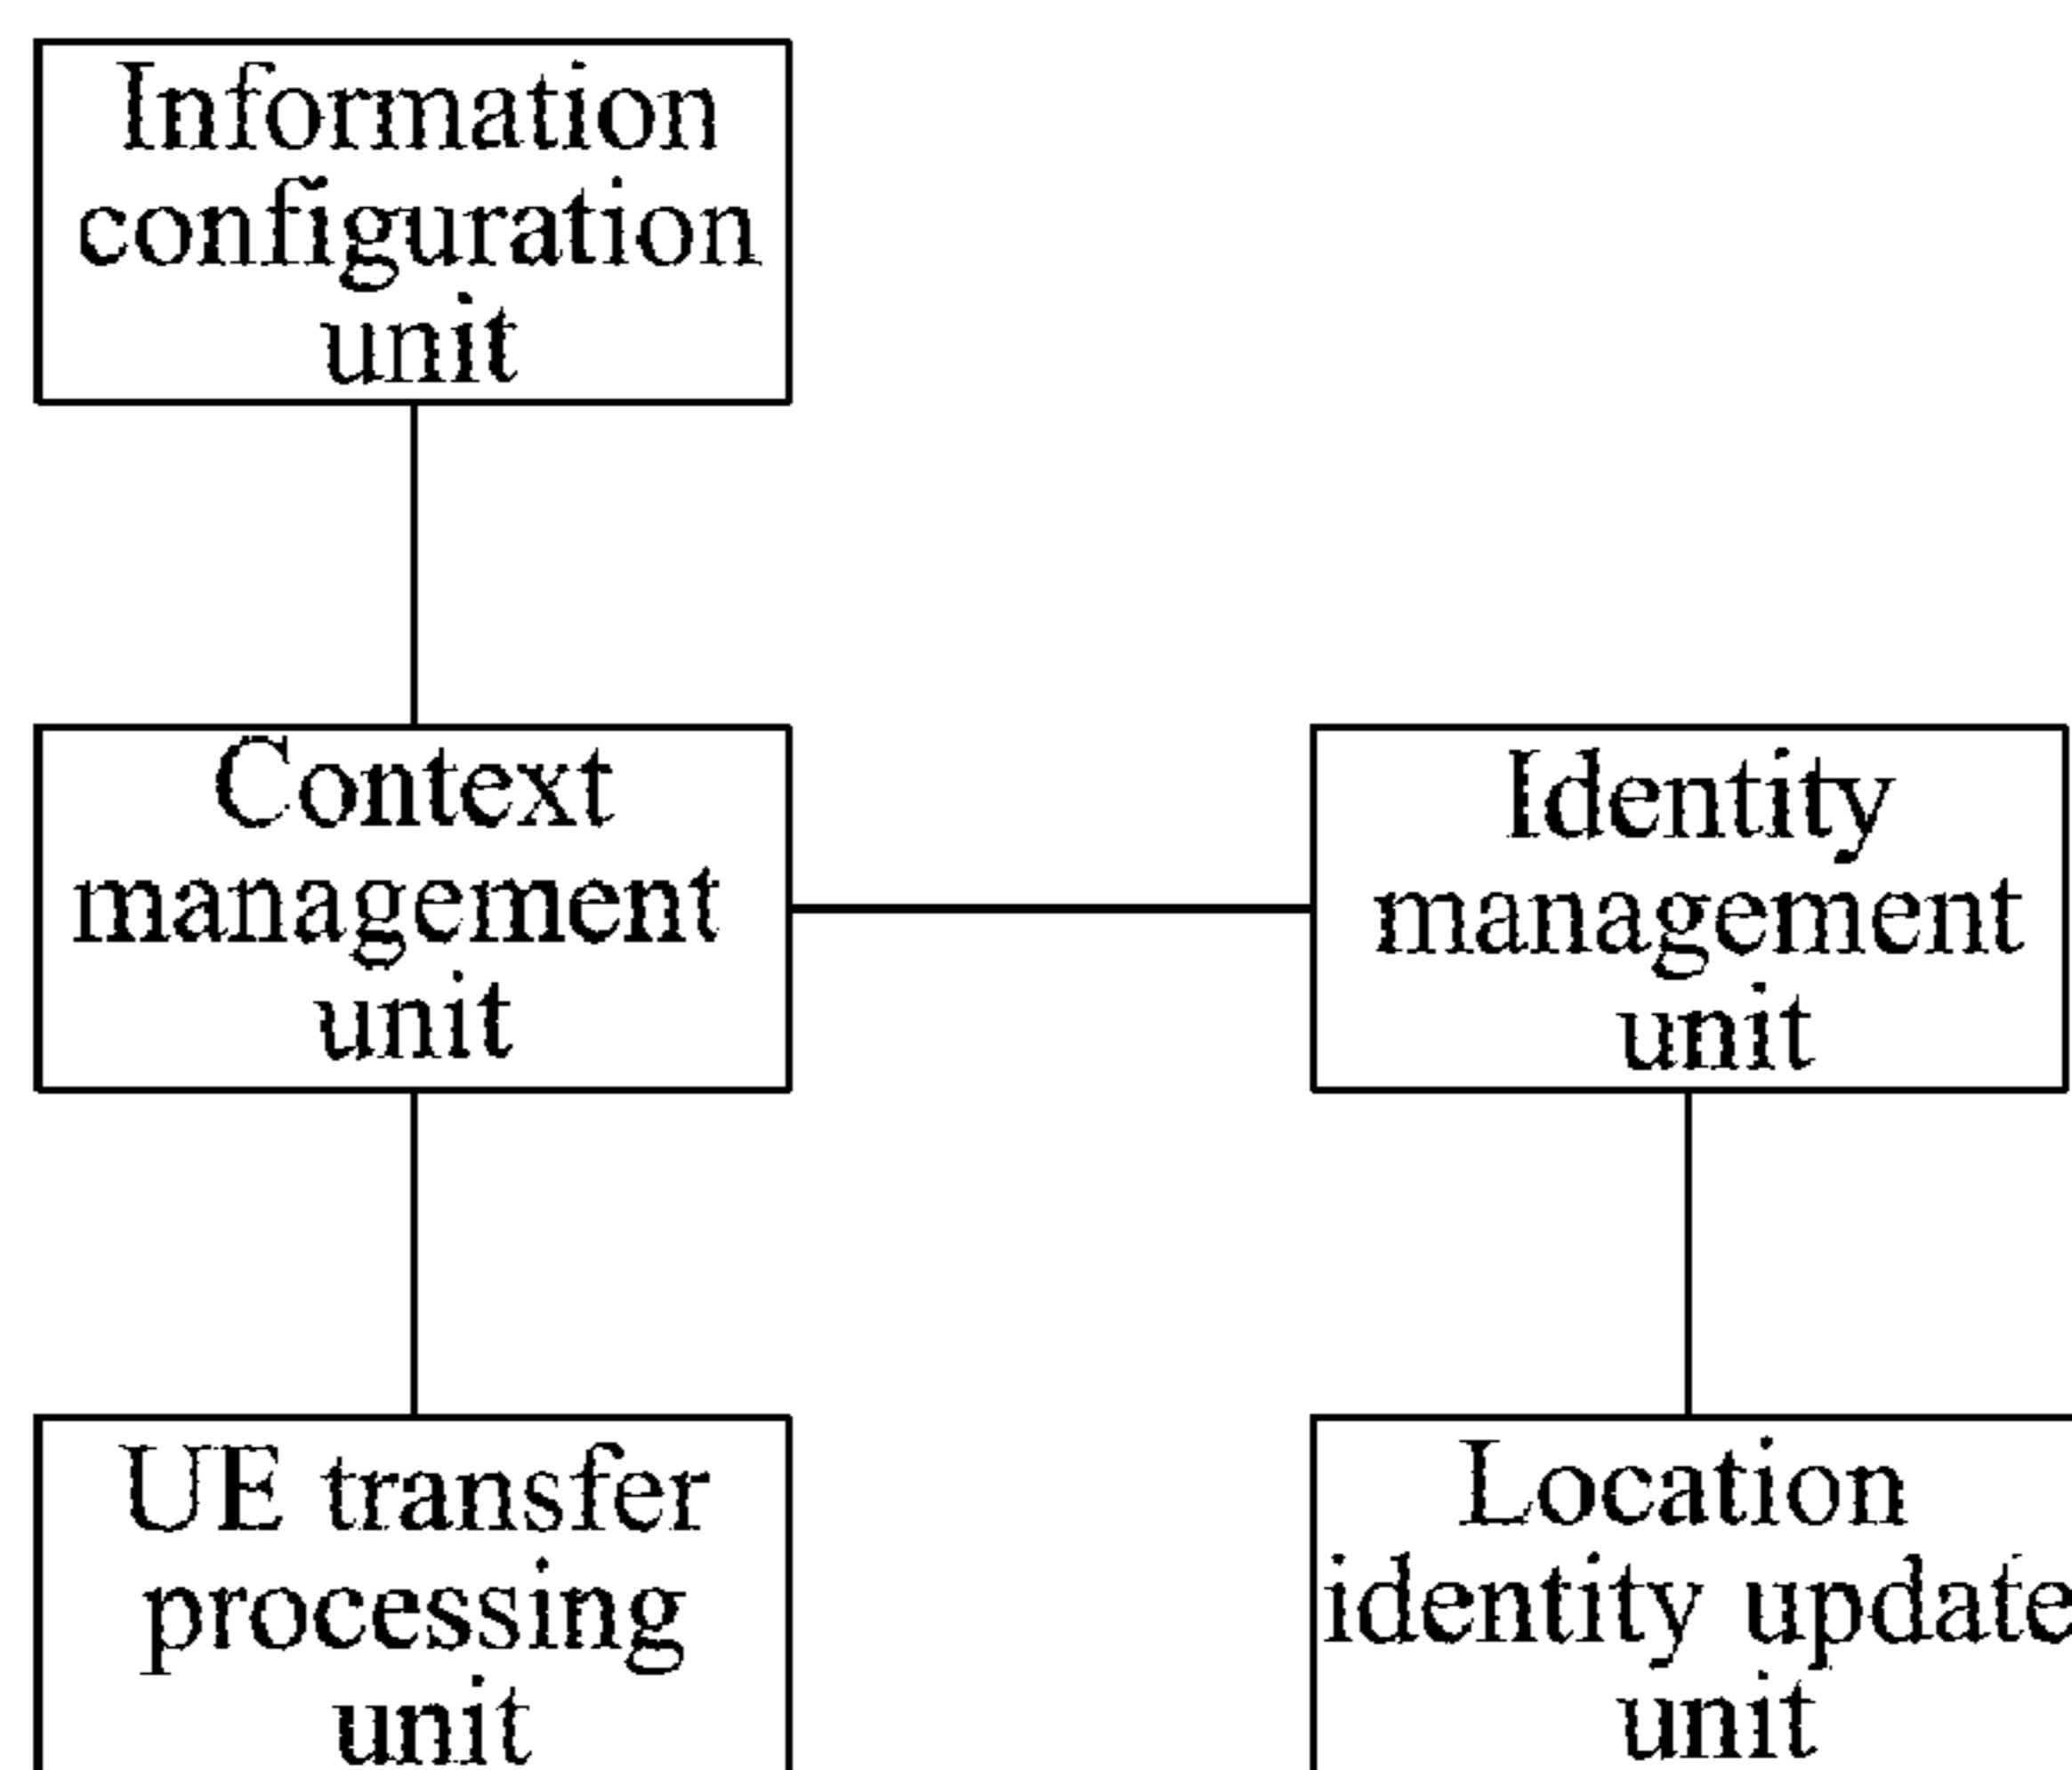 Information
configuration
unit
Context
management
unit
Identity
management
unit
UE transfer
processing
unit
Location
identity update
unit